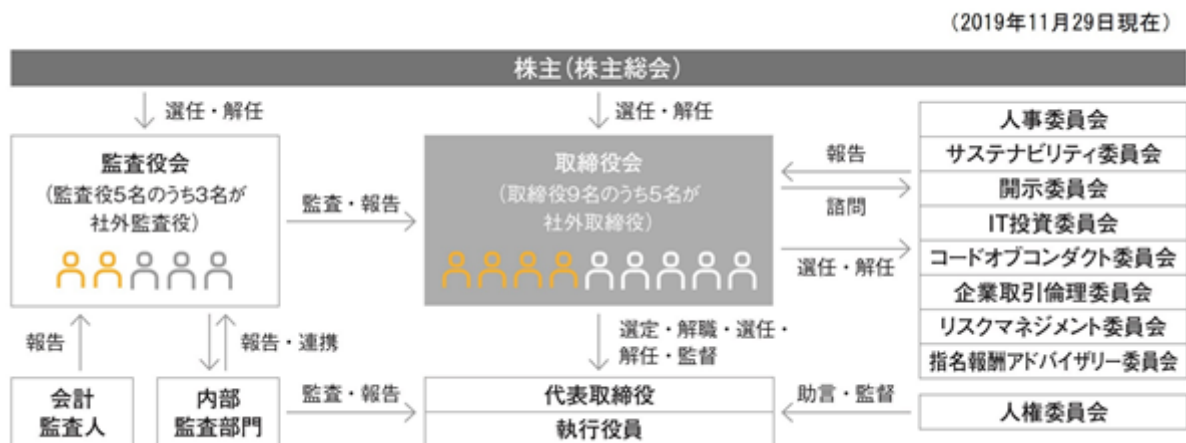 (2019年11月29日現在)
株主(株主総会)
選任・解任
選任・解任
監査役会
(監査役5名のうち3名が
社外監査役)
監査・報告
取締役会
(取締役9名のうち5名が
社外取締役)
報告
諮問
選任・解任
人事委員会
サステナビリティ委員会
開示委員会
IT投資委員会
コードオブコンダクト委員会
企業取引倫理委員会
リスクマネジメント委員会
指名報酬アドバイザリー委員会
報告
報告・連携
選定・解職・選任・
解任・監督
会計
監査人
内部
監査部門
監査・報告
代表取締役
執行役員
助言・監督
人権委員会